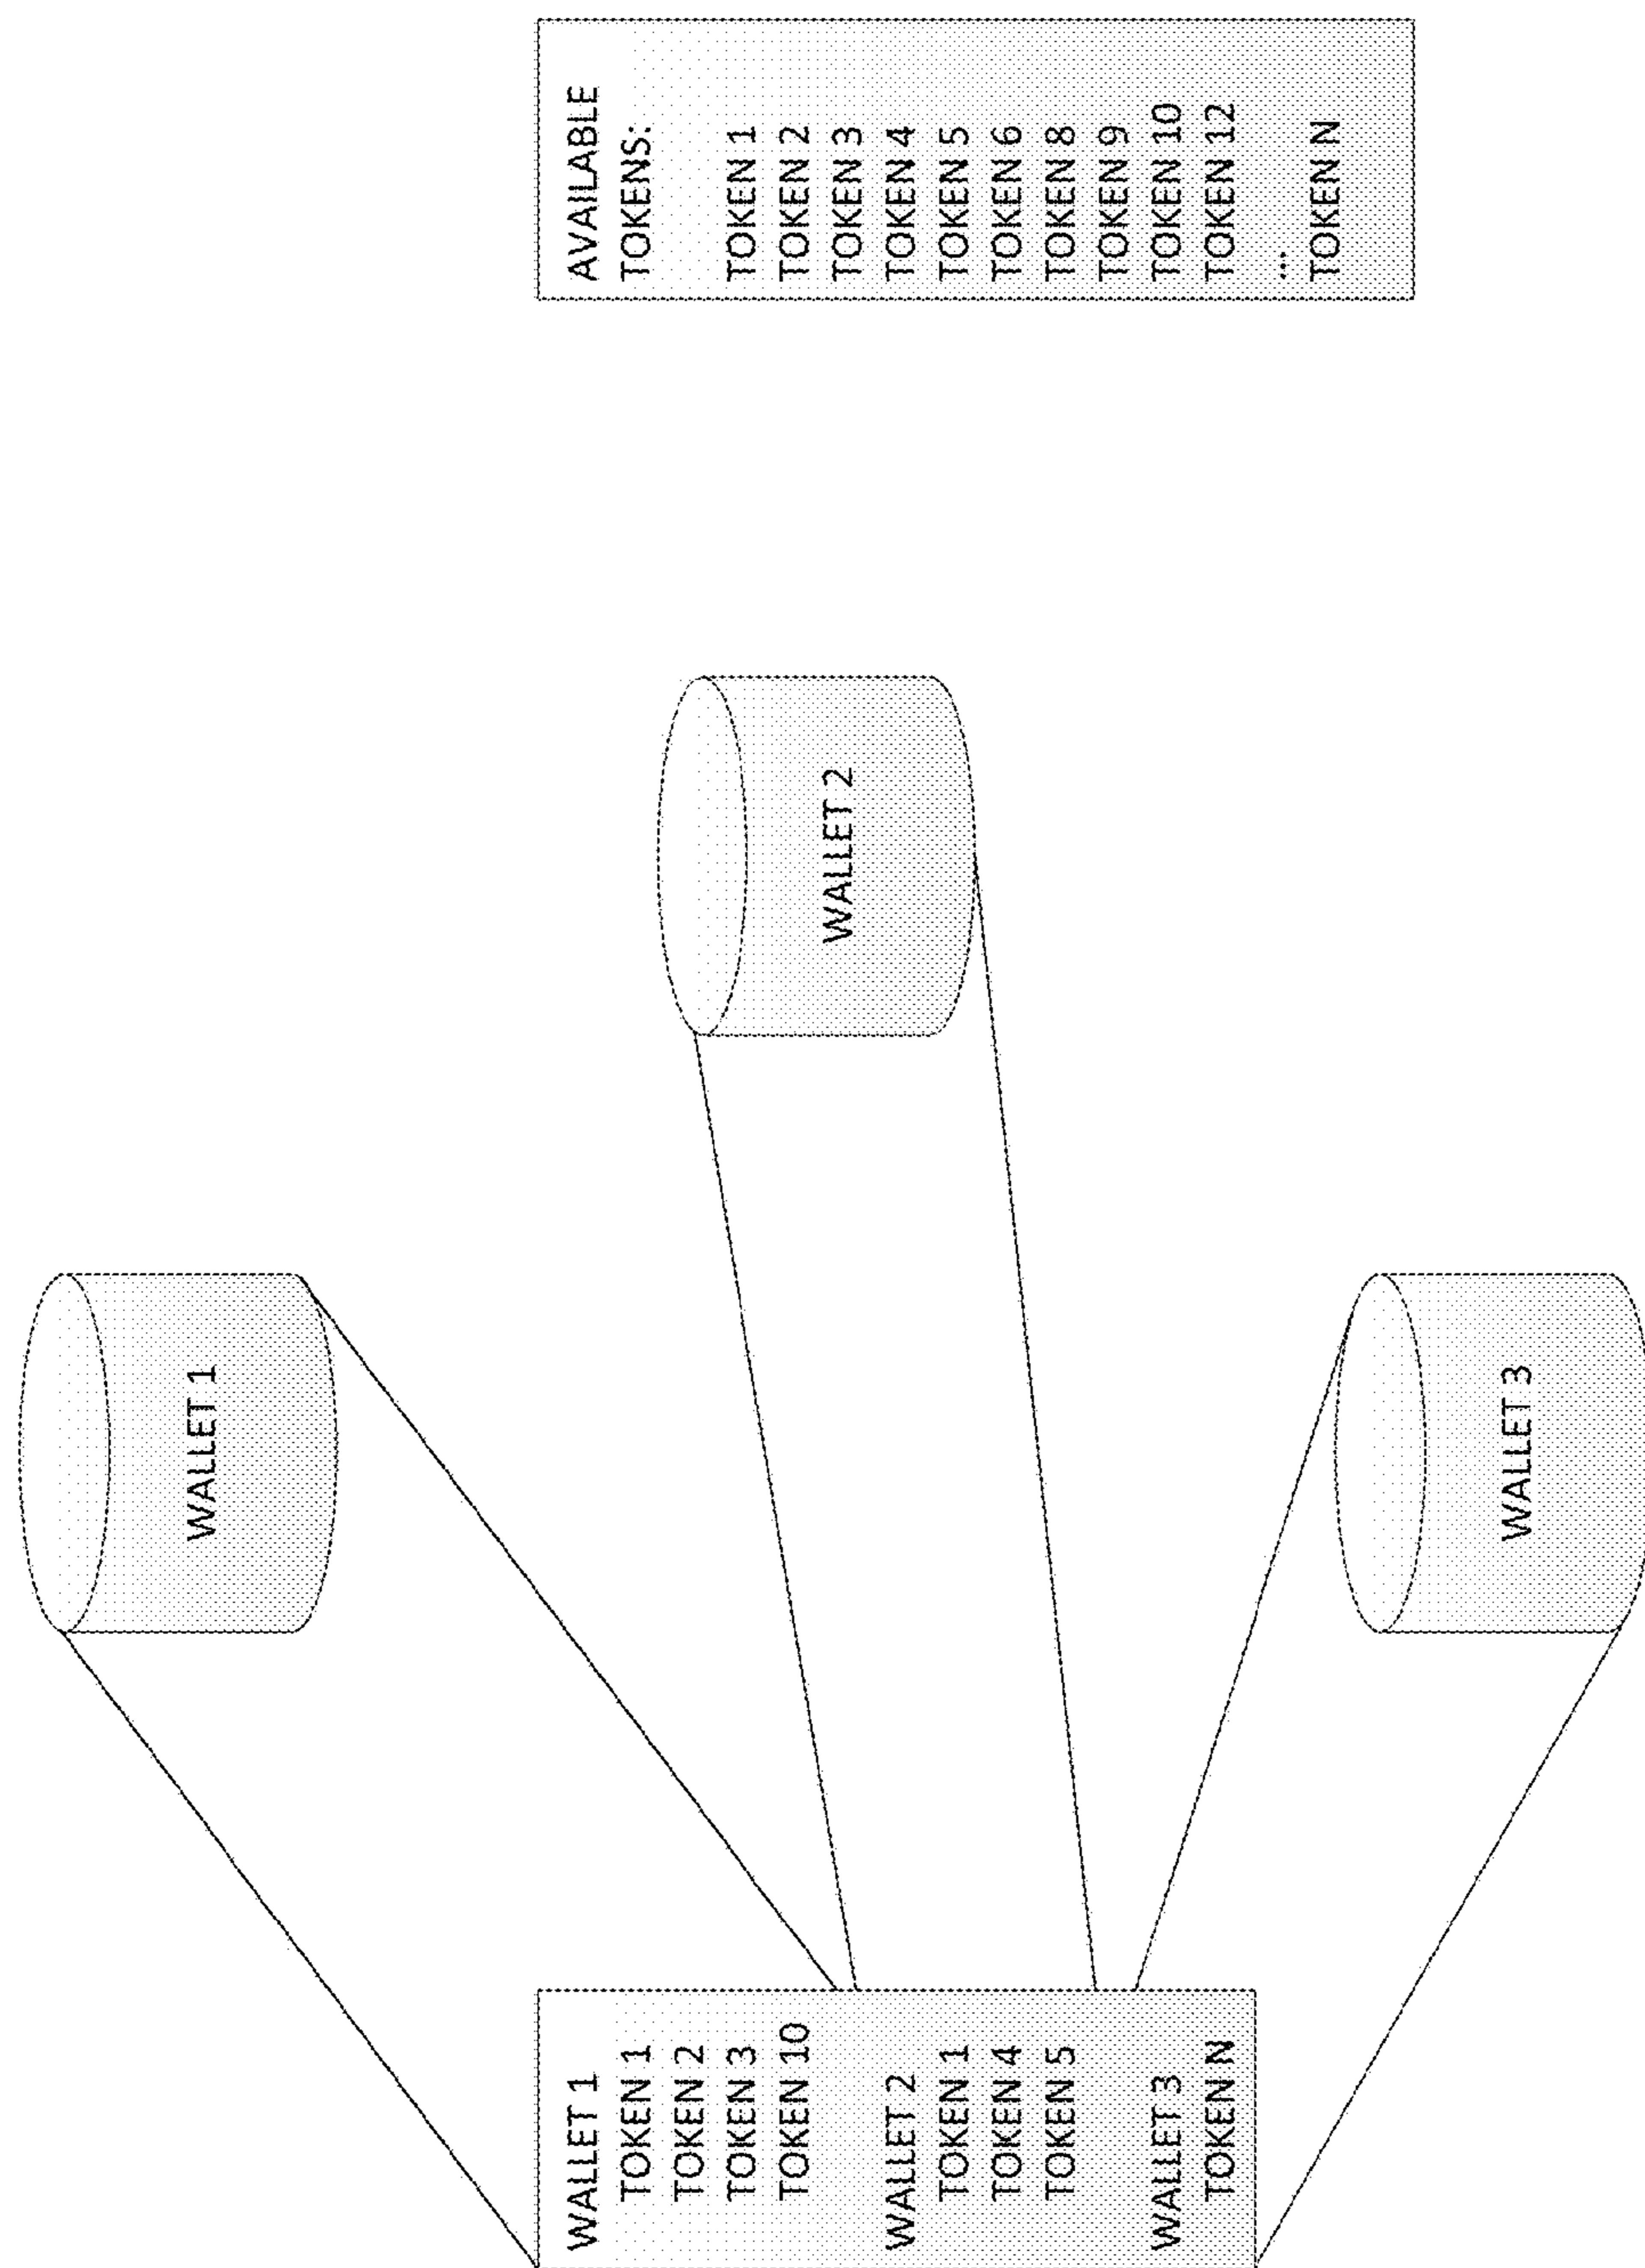 WALLET 1
TOKEN 1
TOKEN 2
TOKEN 3
TOKEN 10
WALLET 2
TOKEN 1
TOKEN 4
TOKEN 5
WALLET 3
TOKEN N
WALLET 1
WALLET 2
WALLET 3
AVAILABLE
TOKENS:
TOKEN 1
TOKEN 2
TOKEN 3
TOKEN 4
TOKEN 5
TOKEN 6
TOKEN 8
TOKEN 9
TOKEN 10
TOKEN 12
....
TOKEN N